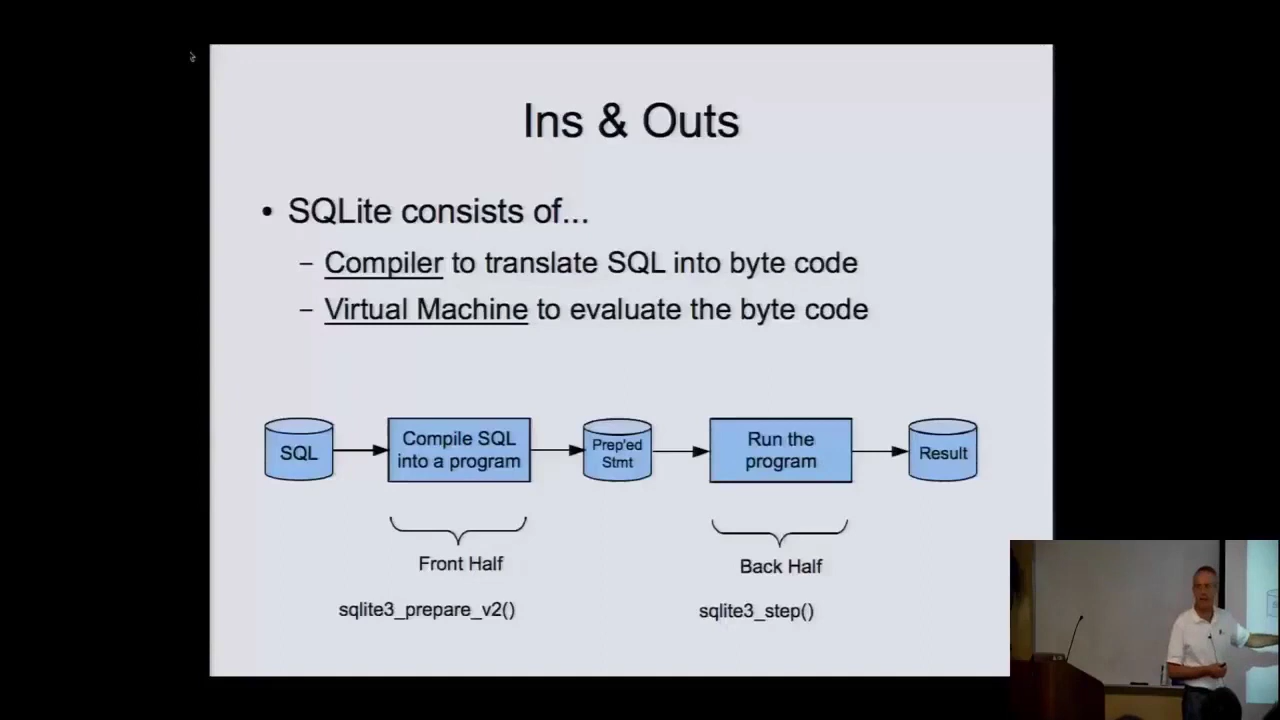 Ins & Outs
• SQLite consists of...
– Compiler to translate SQL into byte code
– Virtual Machine to evaluate the byte code
SQL
Compile SQL
into a program
Prep'ed
Stmt
Run the
program
Result
Front Half
Back Half
sqlite3_prepare_v2()
sqlite3_step()